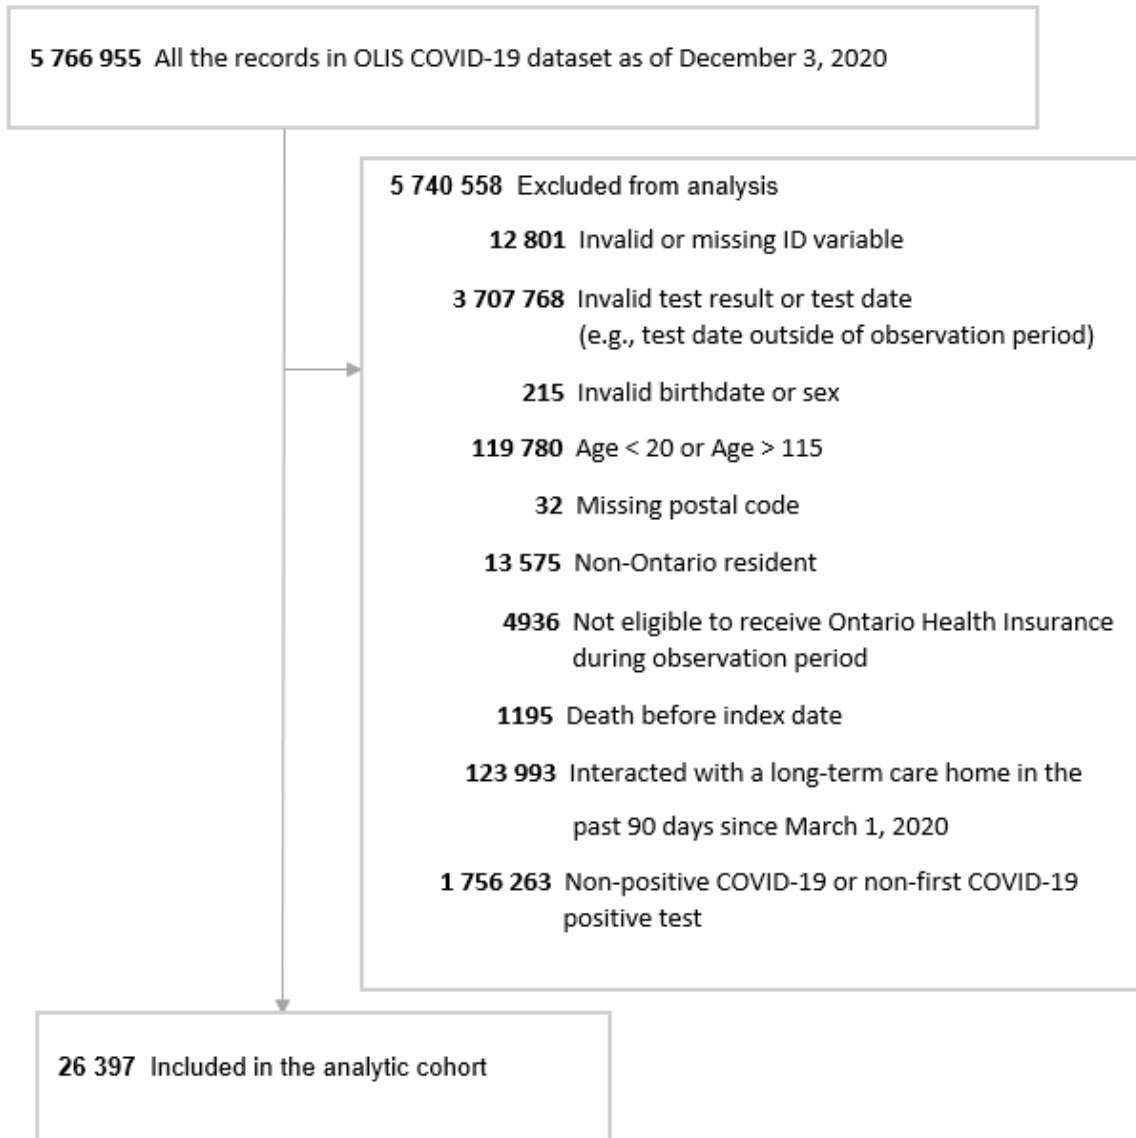 5 766 955 All the records in OLIS COVID-19 dataset as of December 3, 2020
5 740 558 Excluded from analysis
12 801 Invalid or missing ID variable
3 707 768 Invalid test result or test date
(e.g., test date outside of observation period)
215 Invalid birthdate or sex
119 780 Age < 20 or Age > 115
32 Missing postal code
13 575 Non-Ontario resident
4936 Not eligible to receive Ontario Health Insurance
during observation period
1195 Death before index date
123 993 Interacted with a long-term care home in the
past 90 days since March 1, 2020
1 756 263 Non-positive COVID-19 or non-first COVID-19
positive test
26 397 Included in the analytic cohort